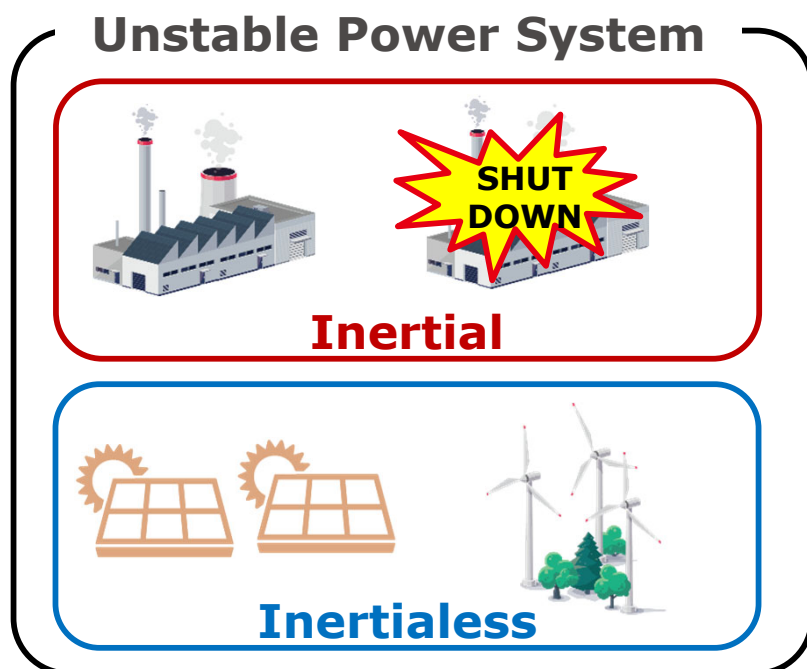 Unstable Power System
SHUT
DOWN
Inertial
Inertialess